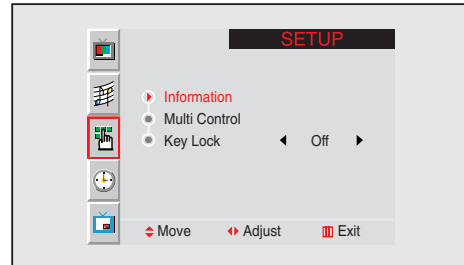 SETUP
Information
Multi Control
Key Lock Off
Move Adjust Exit